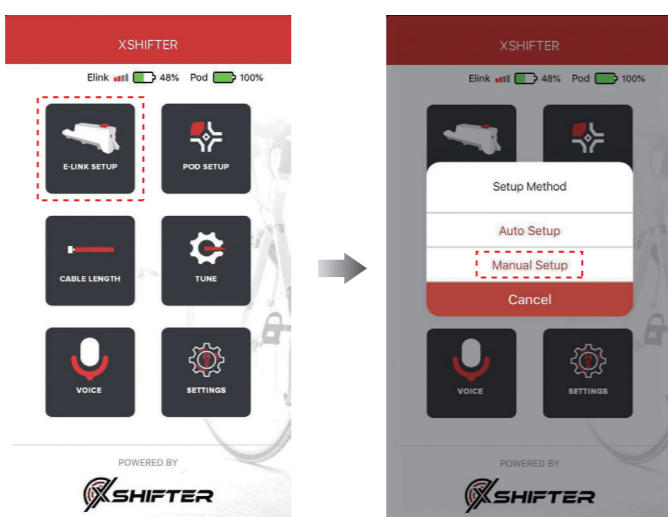 XSHIFTER
Elink 48% Pod 100%
E-LINK SETUP
POD SETUP
CABLE LENGTH
TUNE
VOICE
SETTINGS
POWERED BY
XSHIFTER
XSHIFTER
Elink 48% Pod 100%
Setup Method
Auto Setup
Manual Setup
Cancel
VOICE
SETTINGS
POWERED BY
XSHIFTER